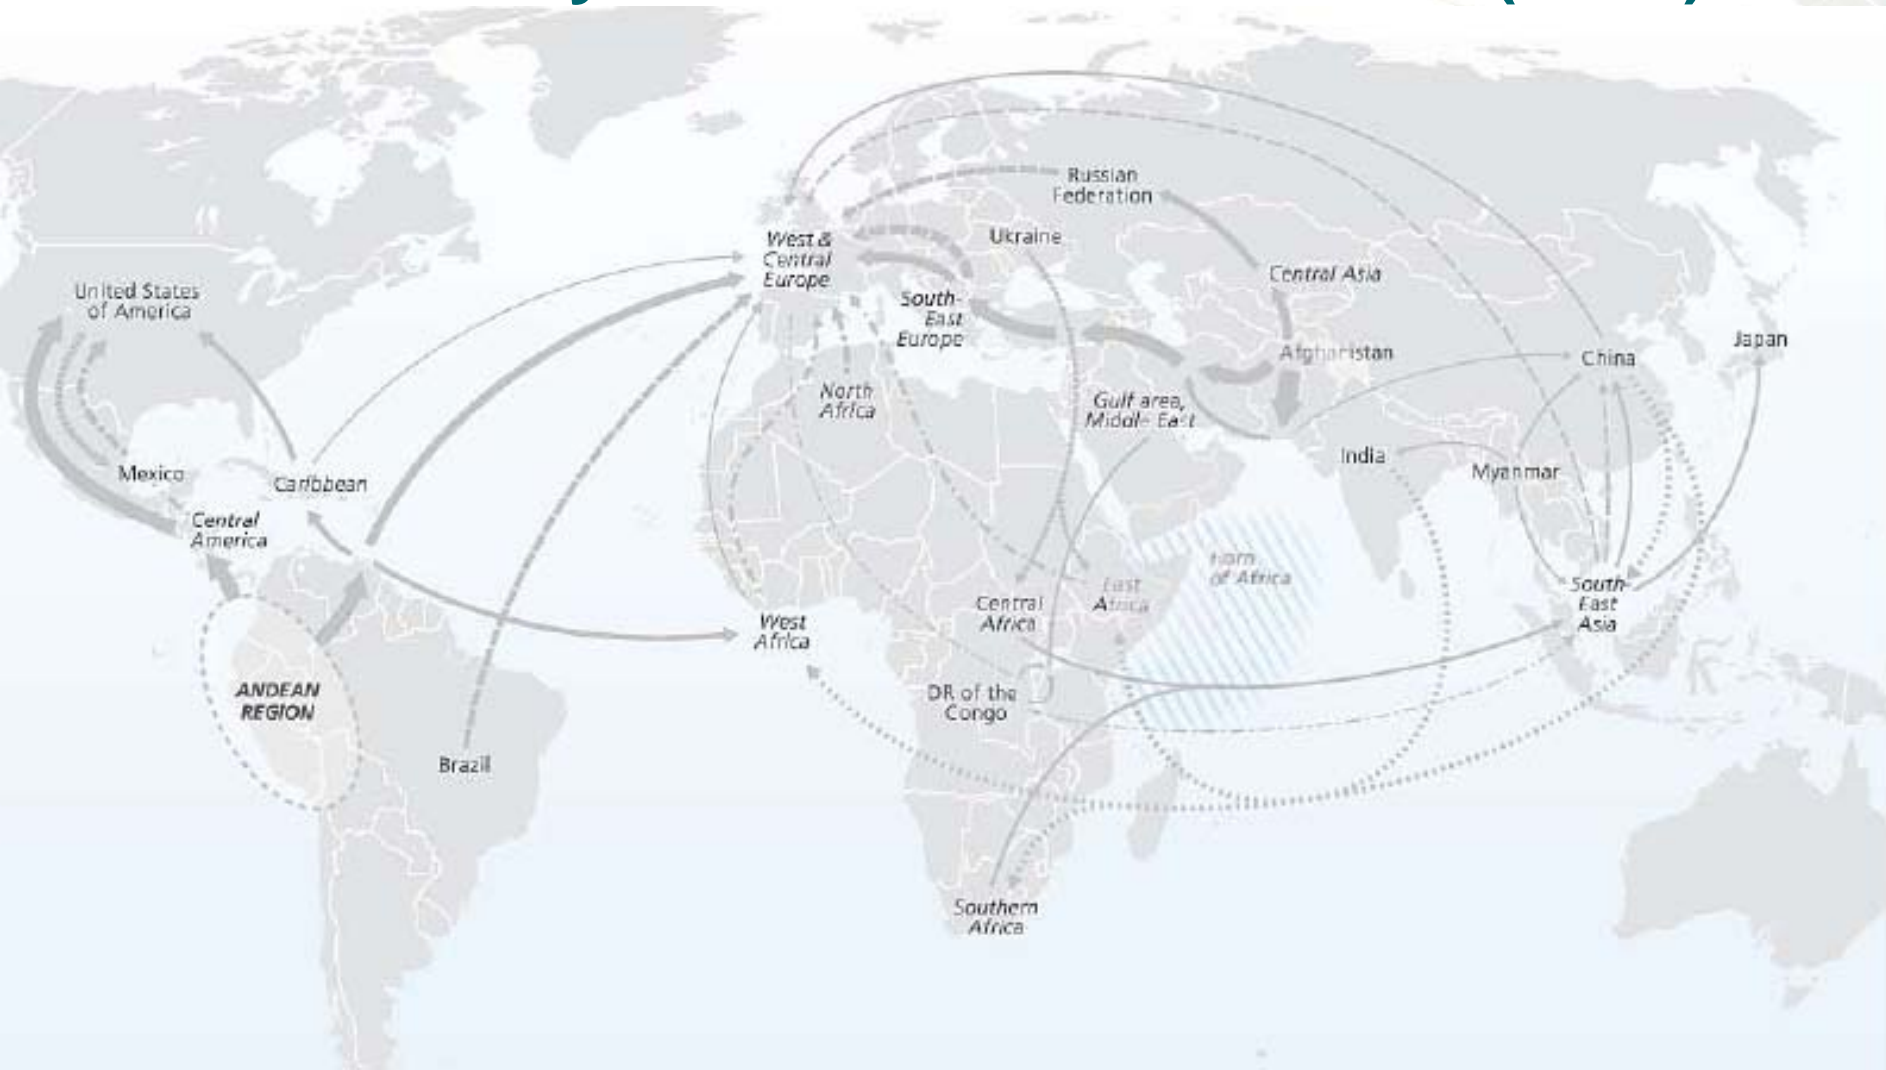 Russian
Federation
West &
Central
Europe
Ukraine
Central Asia
United States
of America
South-
East
Europe
Japan
Afghanistan
China
North
Africa
Gulf area,
Middle East
India
Myanmar
Mexico
Caribbean
Central
America
Horn
of Africa
East
Africa
Central
Africa
South-
East
Asia
West
Africa
ANDEAN
REGION
DR of the
Congo
Brazil
Southern
Africa